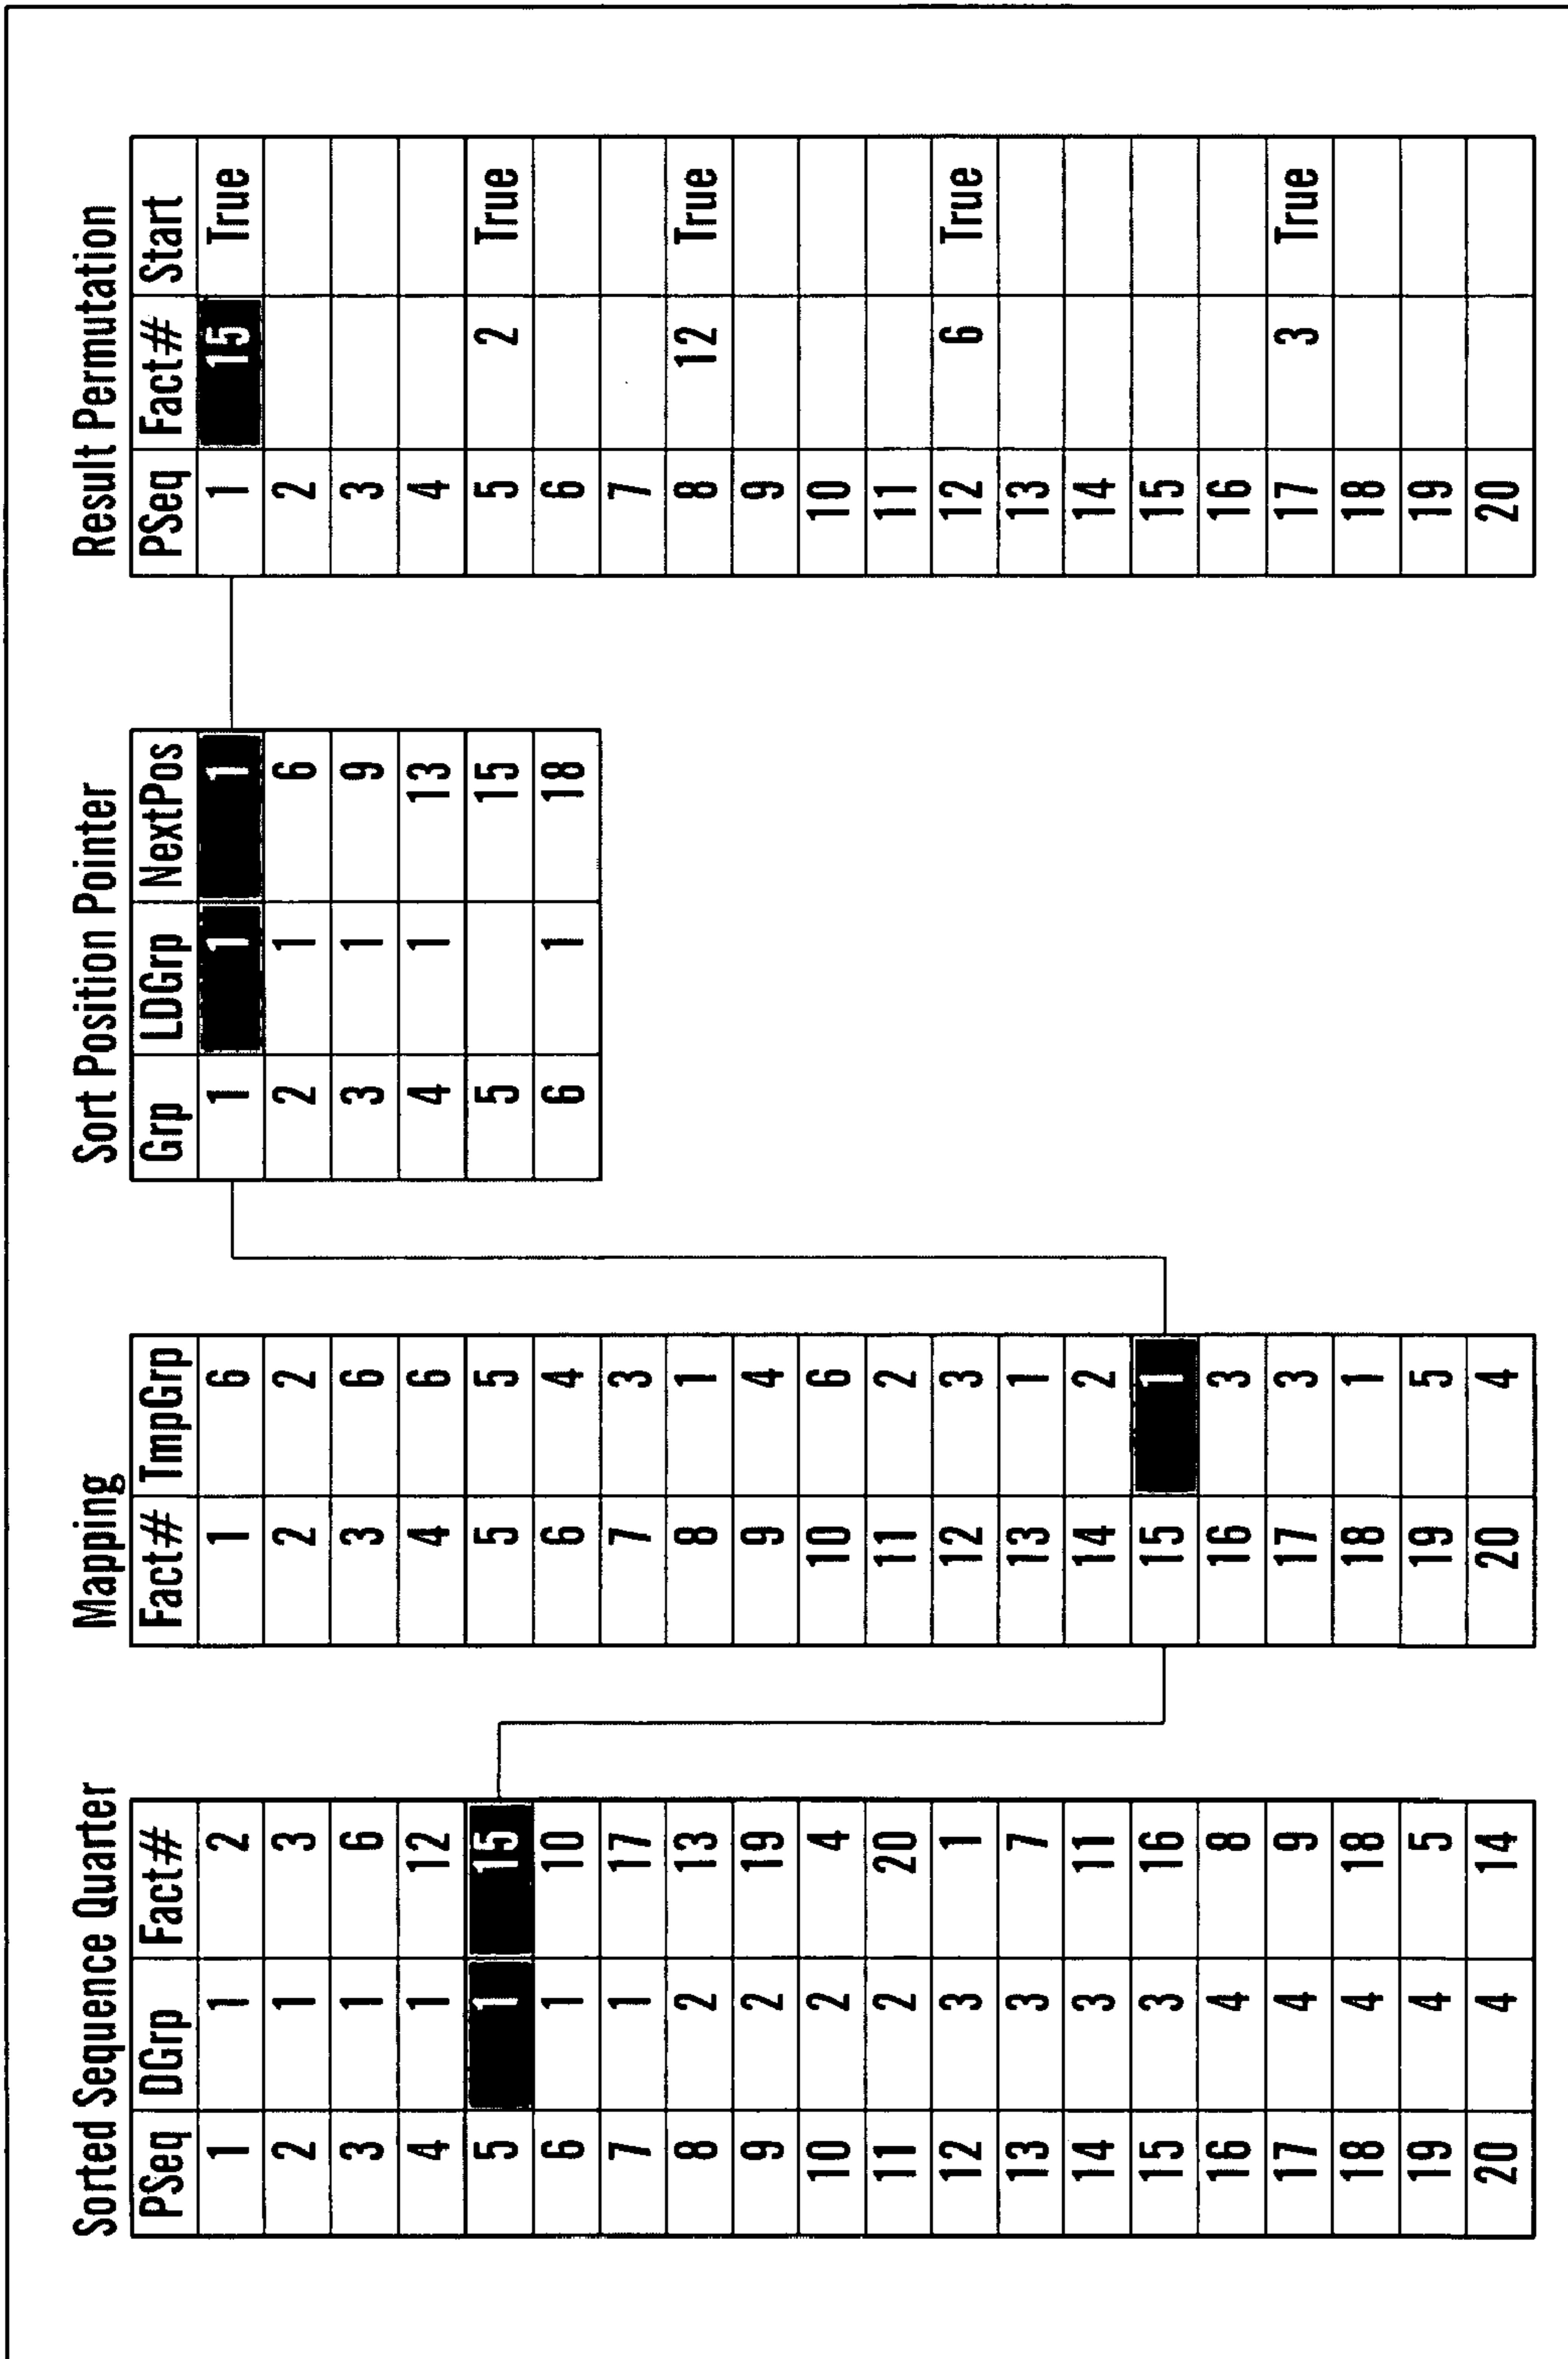 Sorted Sequence Quarter
PSeq DGrp Fact#
1 1 2
2 1 3
3 1 6
4 1 12
5 1 15
6 1 10
7 1 17
8 2 13
9 2 19
10 2 4
11 2 20
12 3 1
13 3 7
14 3 11
15 3 16
16 4 8
17 4 9
18 4 18
19 4 5
20 4 14
Mapping
Fact# TmpGrp
1 6
2 2
3 6
4 6
5 5
6 4
7 3
8 1
9 4
10 6
11 2
12 3
13 1
14 2
15 1
16 3
17 3
18 1
19 5
20 4
Sort Position Pointer
Grp LDGrp NextPos
1 1 1
2 1 6
3 1 9
4 1 13
5 15
6 1 18
Result Permutation
PSeq Fact# Start
1 15 True
2
3
4
5 2 True
6
7
8 12 True
9
10
11
12 6 True
13
14
15
16
17 3 True
18
19
20